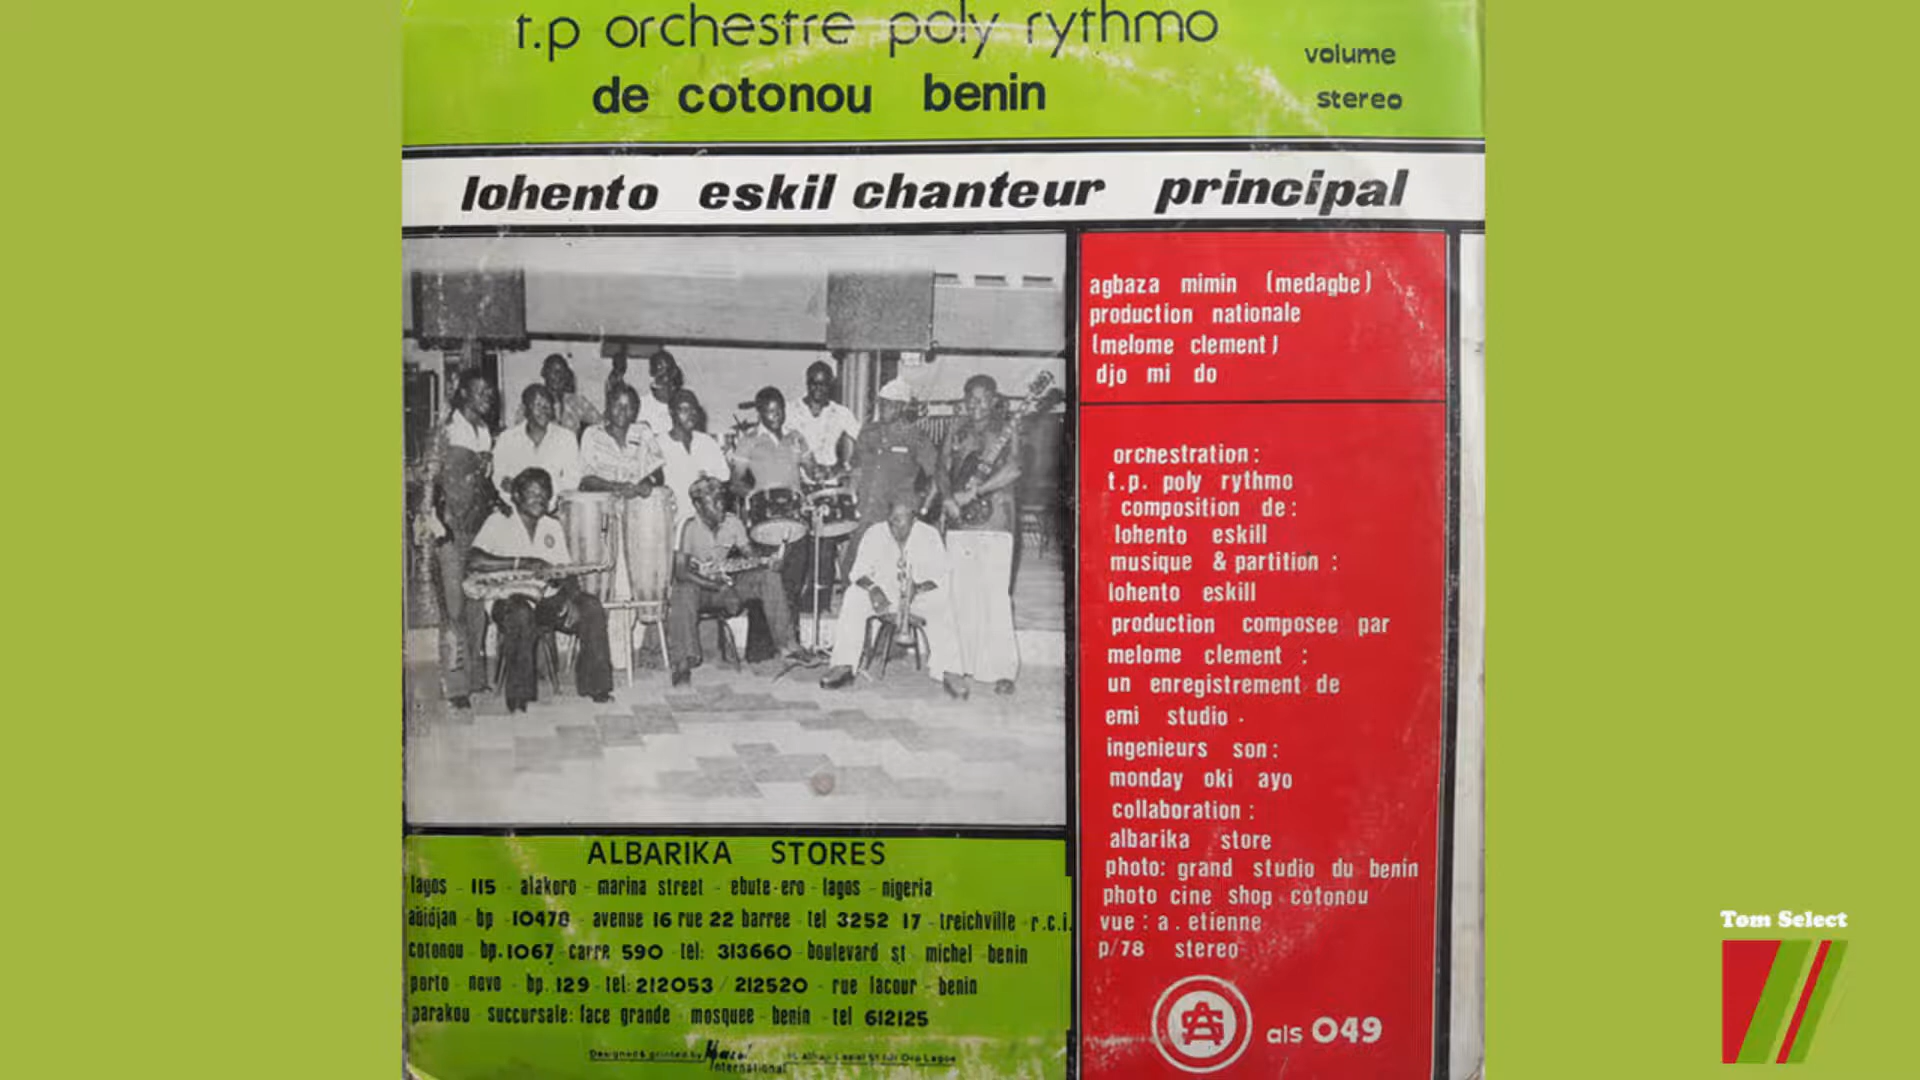 t.p orchestre poly rythmo
de cotonou benin
volume
stereo
lohento eskil chanteur principal
agbaza mimin (medagbe)
production nationale
(melome clement)
djo mi do
orchestration:
t.p. poly rythmo
composition de:
lohento eskill
musique & partition :
lohento eskill
production composee par
melome clement :
un enregistrement de
emi studio.
ingenieurs son:
monday oki ayo
collaboration:
albarika store
photo: grand studio du benin
photo cine shop cotonou
vue: a. etienne
p/78 stereo
als 049
ALBARIKA STORES
lagos - 115 - alakoro - marina street - ebute-ero - lagos - nigeria
abidjan - bp 10478 - avenue 16 rue 22 barree - tel 3252 17 - treichville - r.c.i.
cotonou bp.1067 - carre 590 - tel: 313660 - boulevard st michel - benin
porto - novo - bp. 129 - tel: 212053 / 212520 - rue lacour - benin
parakou - succursale: face grande - mosquee - benin - tel 612125
Designed & printed by
International
Tom Select